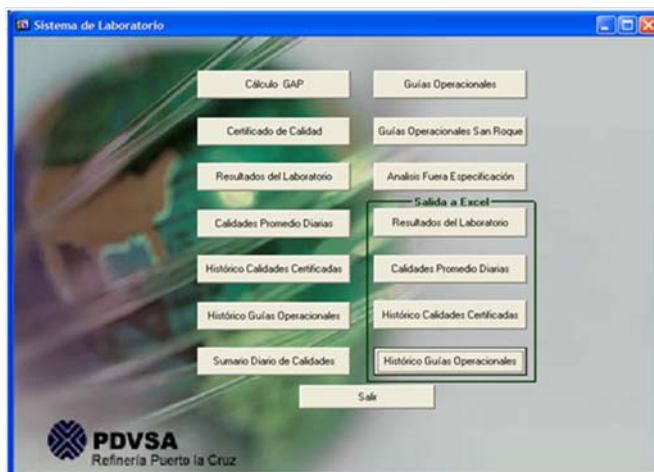 Sistema de Laboratorio
Cálculo GAP
Guías Operacionales
Certificado de Calidad
Guías Operacionales San Roque
Resultados del Laboratorio
Analisis Fuera Especificación
Salida a Excel
Calidades Promedio Diarias
Resultados del Laboratorio
Histórico Calidades Certificadas
Calidades Promedio Diarias
Histórico Guías Operacionales
Histórico Calidades Certificadas
Sumario Diario de Calidades
Histórico Guías Operacionales
Salir
PDVSA
Refinería Puerto la Cruz